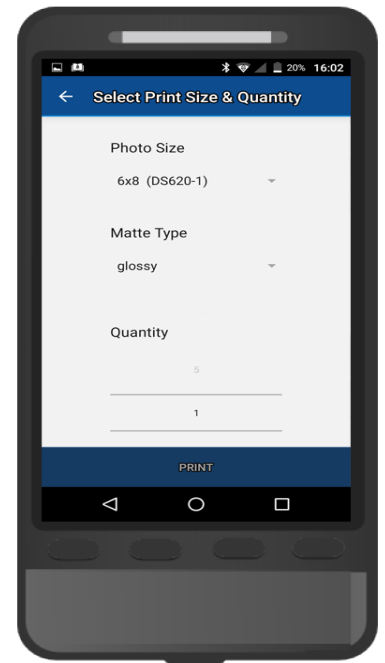 20% 16:02
Select Print Size & Quantity
Photo Size
6x8 (DS620-1)
Matte Type
glossy
Quantity
5
1
PRINT